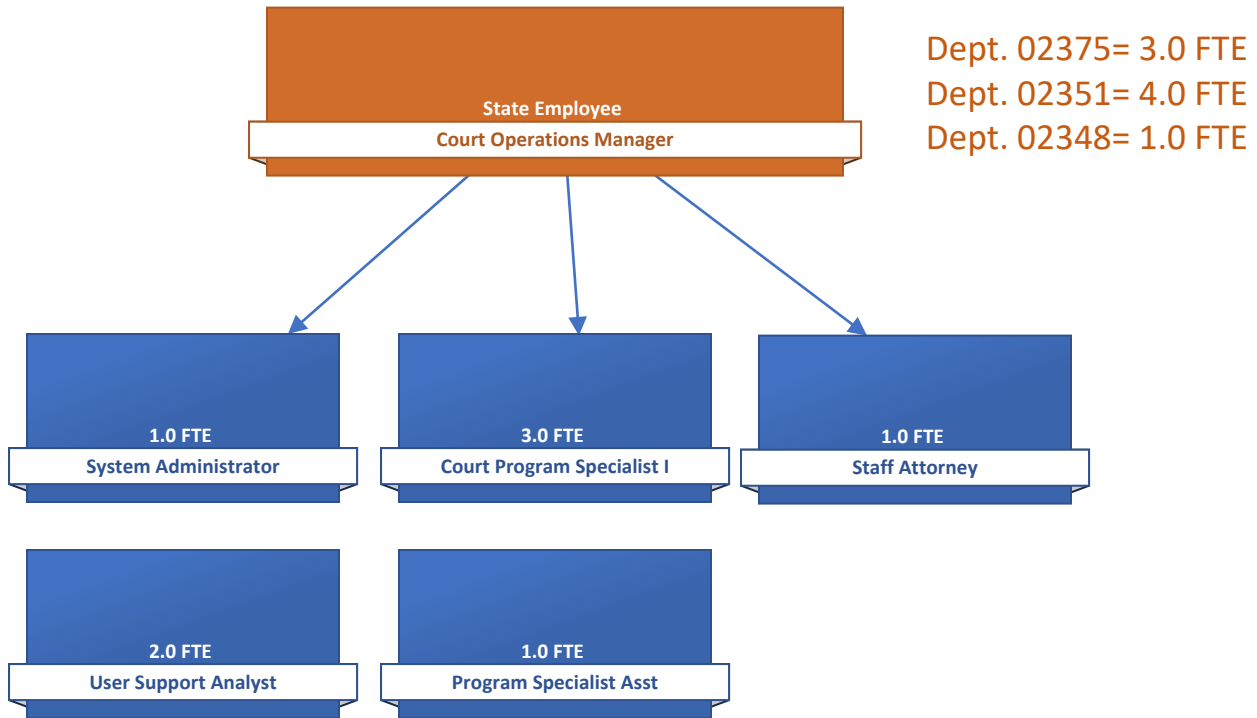 State Employee
Court Operations Manager
Dept. 02375= 3.0 FTE
Dept. 02351= 4.0 FTE
Dept. 02348= 1.0 FTE
1.0 FTE
System Administrator
3.0 FTE
Court Program Specialist I
1.0 FTE
Staff Attorney
2.0 FTE
User Support Analyst
1.0 FTE
Program Specialist Asst